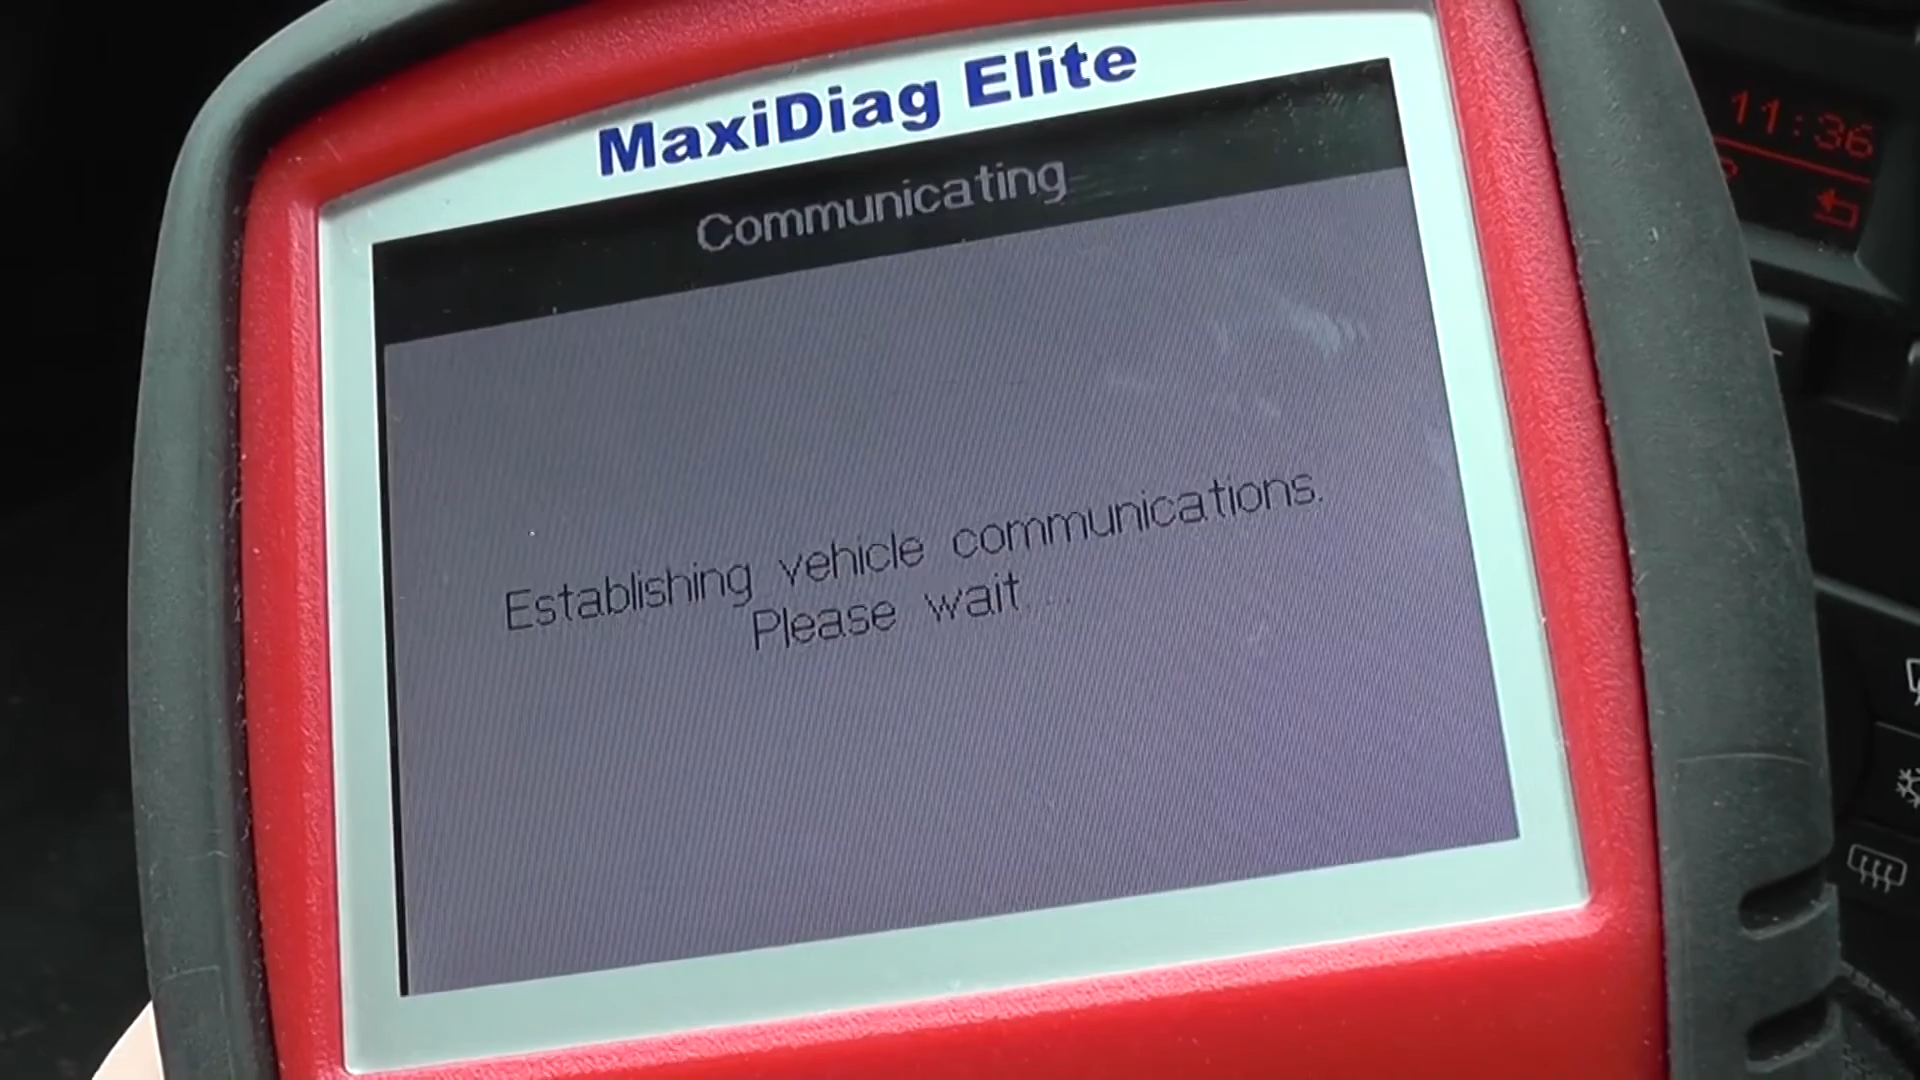 MaxiDiag Elite
Communicating
11:36
Establishing vehicle communications.
Please wait...